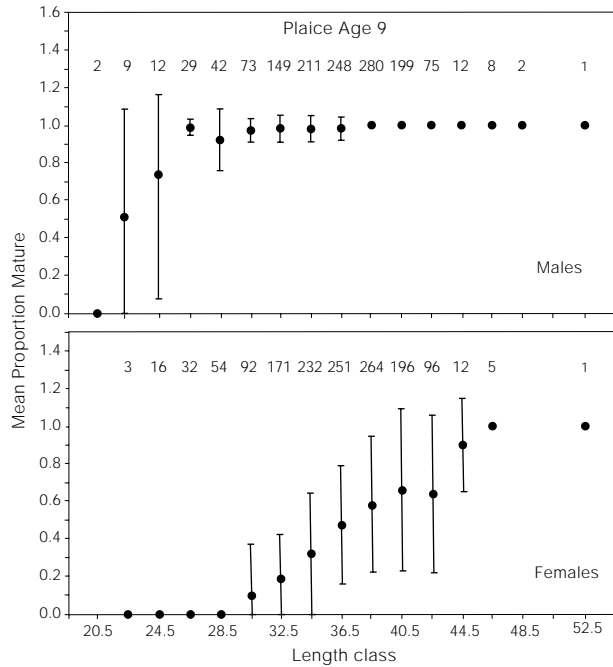 Plaice Age 9
1.6
2 9 12 29 42 73 149 211 248 280 199 75 12 8 2 1
1.4
1.2
1.0
0.8
0.6
0.4
0.2
0.0
Males
Mean Proportion Mature
3 16 32 54 92 171 232 251 264 196 96 12 5 1
1.4
1.2
1.0
0.8
0.6
0.4
0.2
0.0
Females
20.5 24.5 28.5 32.5 36.5 40.5 44.5 48.5 52.5
Length class